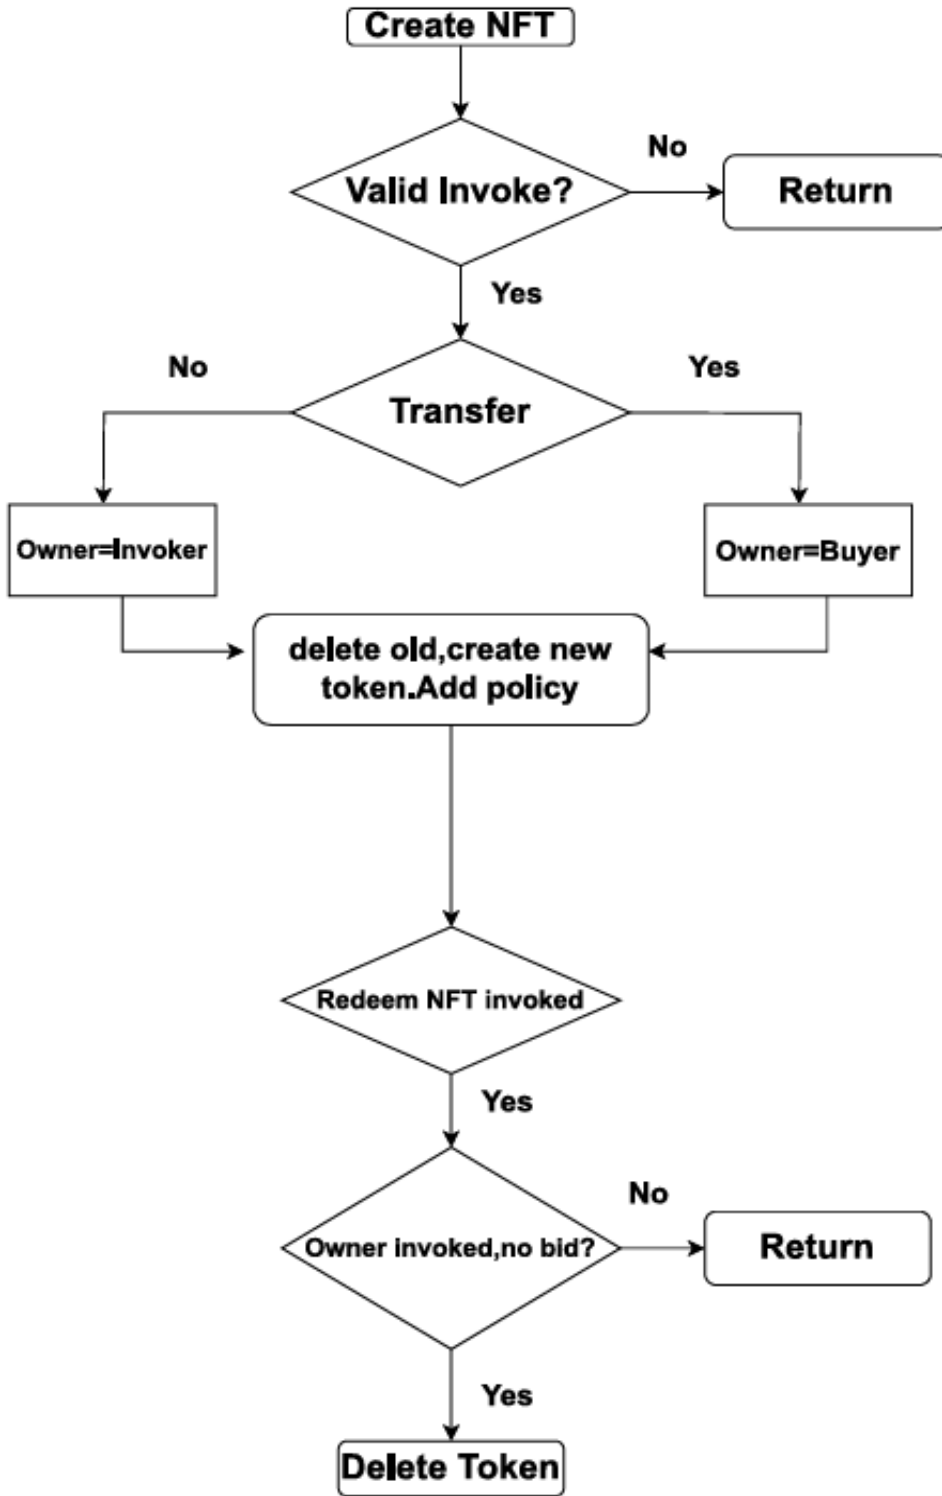 Create NFT
Valid Invoke?
No
Return
Yes
No
Transfer
Yes
Owner=Invoker
Owner=Buyer
delete old,create new
token.Add policy
Redeem NFT invoked
Yes
Owner invoked,no bid?
No
Return
Yes
Delete Token